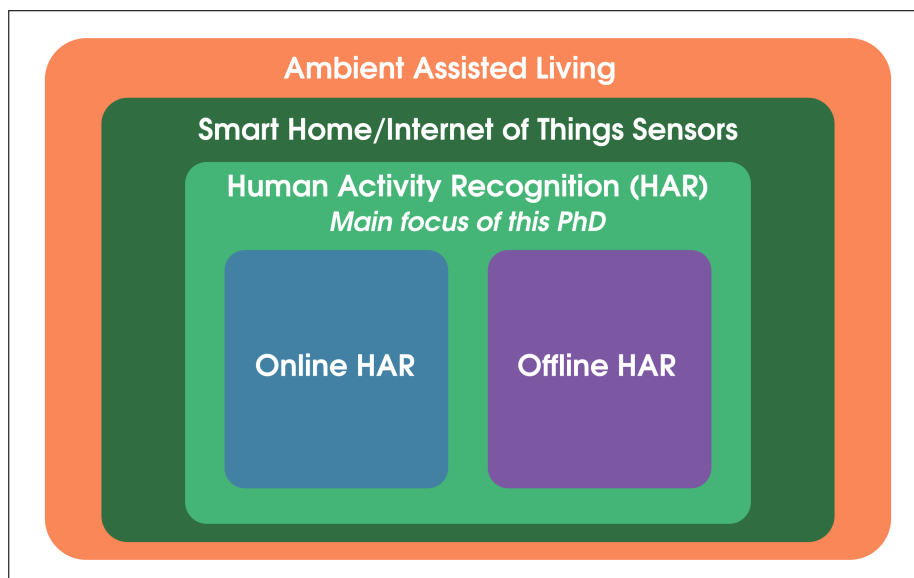 Ambient Assisted Living
Smart Home/Internet of Things Sensors
Human Activity Recognition (HAR)
Main focus of this PhD
Online HAR
Offline HAR